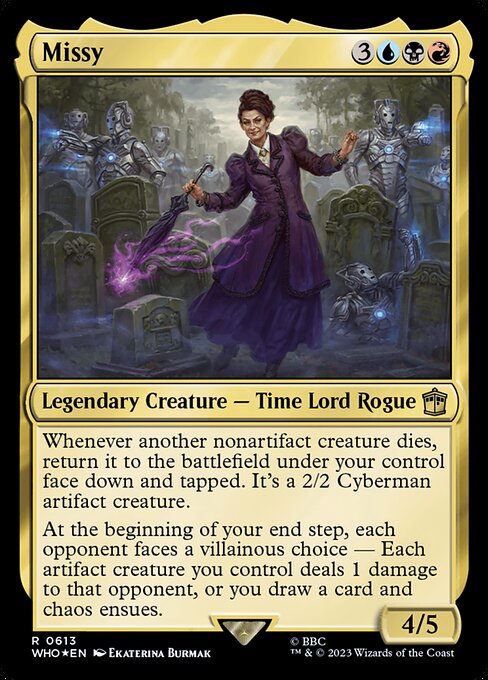 Missy 3
Legendary Creature — Time Lord Rogue
Whenever another nonartifact creature dies,
return it to the battlefield under your control
face down and tapped. It's a 2/2 Cyberman
artifact creature.
At the beginning of your end step, each
opponent faces a villainous choice — Each
artifact creature you control deals 1 damage
to that opponent, or you draw a card and
chaos ensues.
4/5
R 0613
WHO★EN Ekaterina Burmak
© BBC
™ & © 2023 Wizards of the Coast